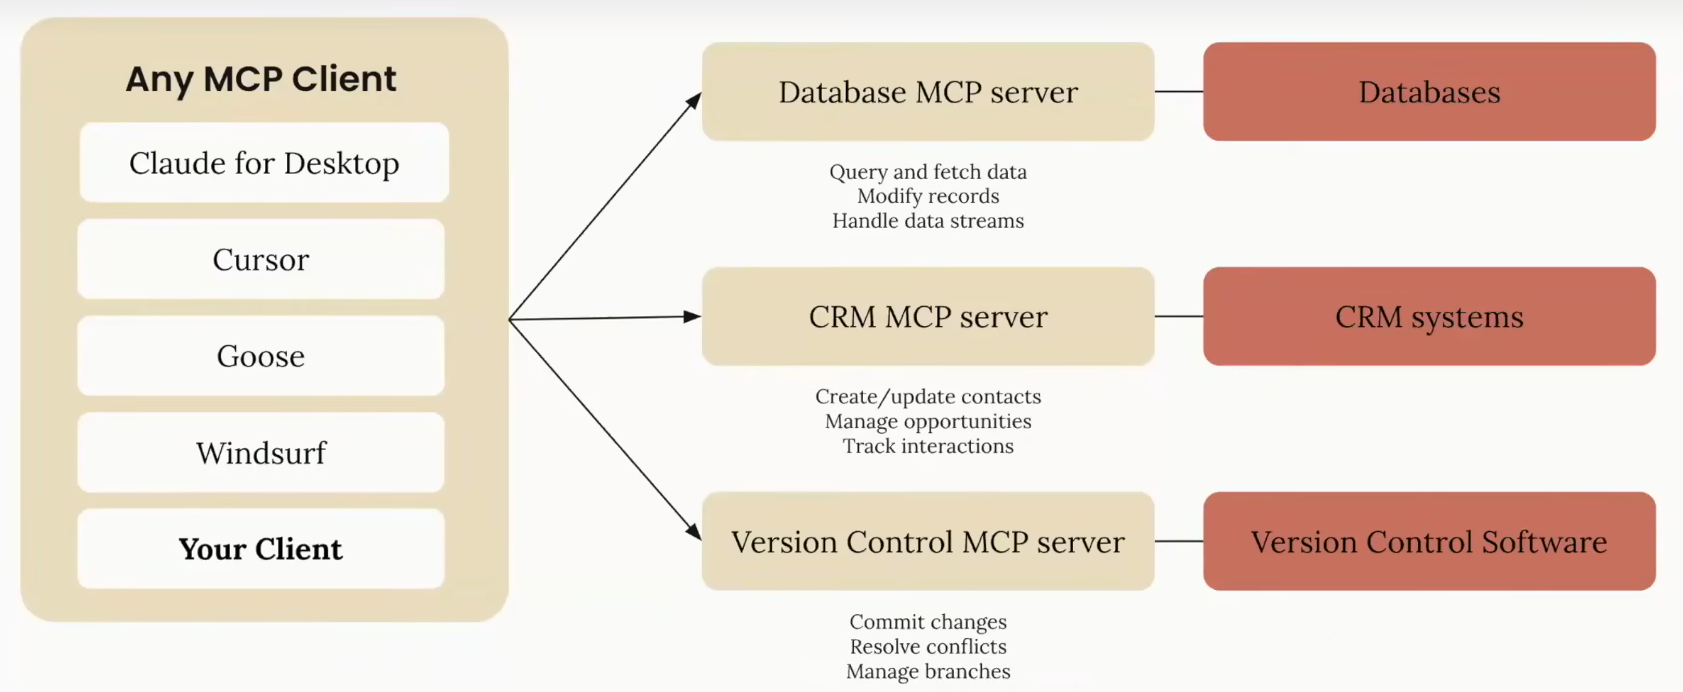 Any MCP Client
Claude for Desktop
Cursor
Goose
Windsurf
Your Client
Database MCP server
Databases
Query and fetch data
Modify records
Handle data streams
CRM MCP server
CRM systems
Create/update contacts
Manage opportunities
Track interactions
Version Control MCP server
Version Control Software
Commit changes
Resolve conflicts
Manage branches